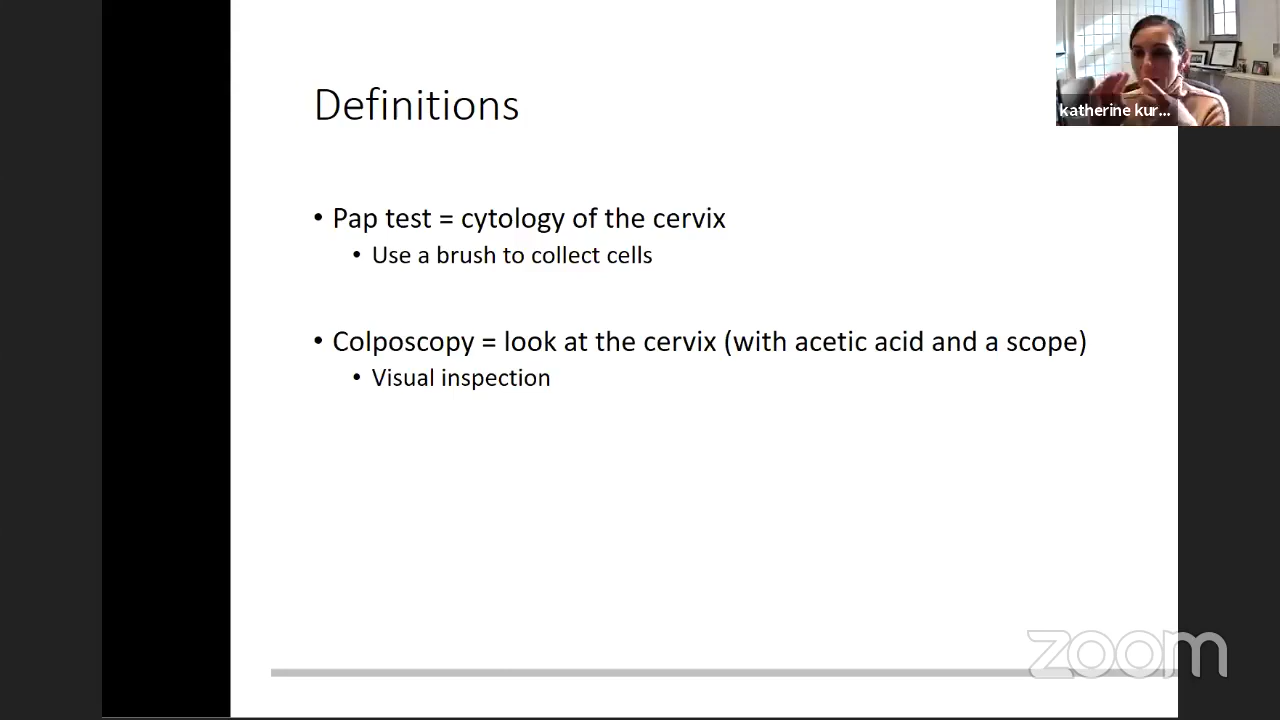 Definitions
katherine kur...
• Pap test = cytology of the cervix
• Use a brush to collect cells
• Colposcopy = look at the cervix (with acetic acid and a scope)
• Visual inspection
zoom